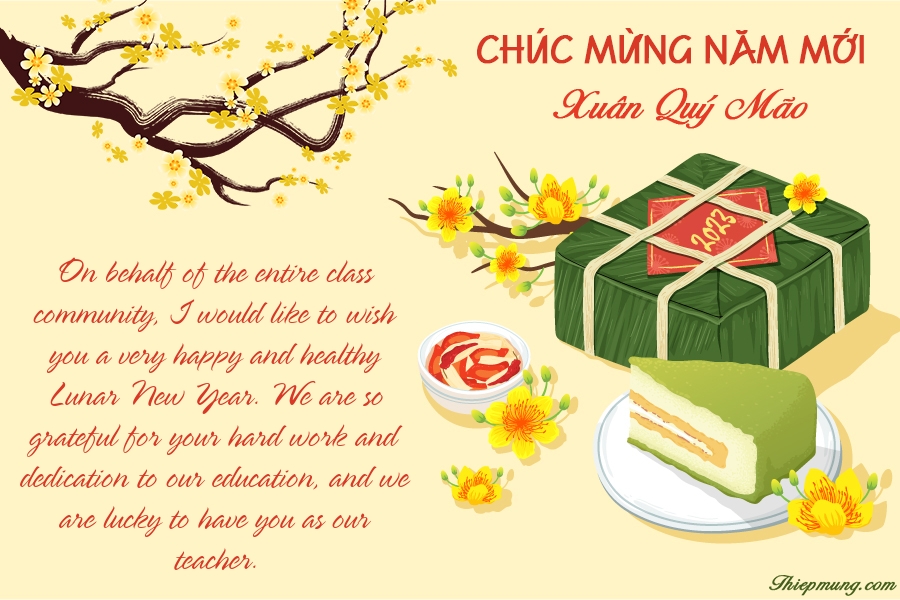 CHÚC MỪNG NĂM MỚI
Xuân Quý Mão
2023
On behalf of the entire class
community, I would like to wish
you a very happy and healthy
Lunar New Year. We are so
grateful for your hard work and
dedication to our education, and we
are lucky to have you as our
teacher.
Thiepmung.com